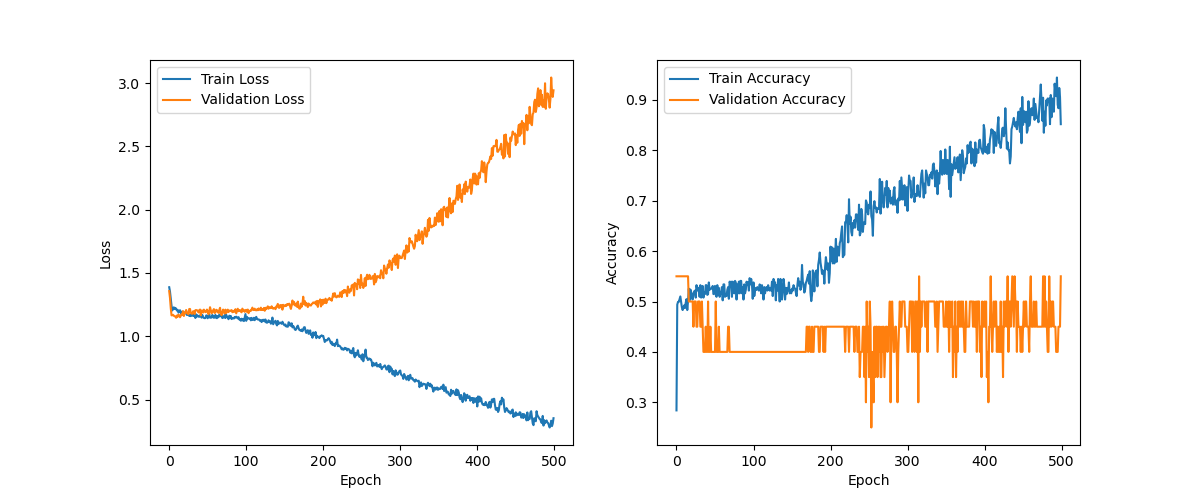 Train Loss
Validation Loss
3.0
2.5
2.0
1.5
1.0
0.5
Loss
0 100 200 300 400 500
Epoch
Train Accuracy
Validation Accuracy
0.9
0.8
0.7
0.6
0.5
0.4
0.3
Accuracy
0 100 200 300 400 500
Epoch